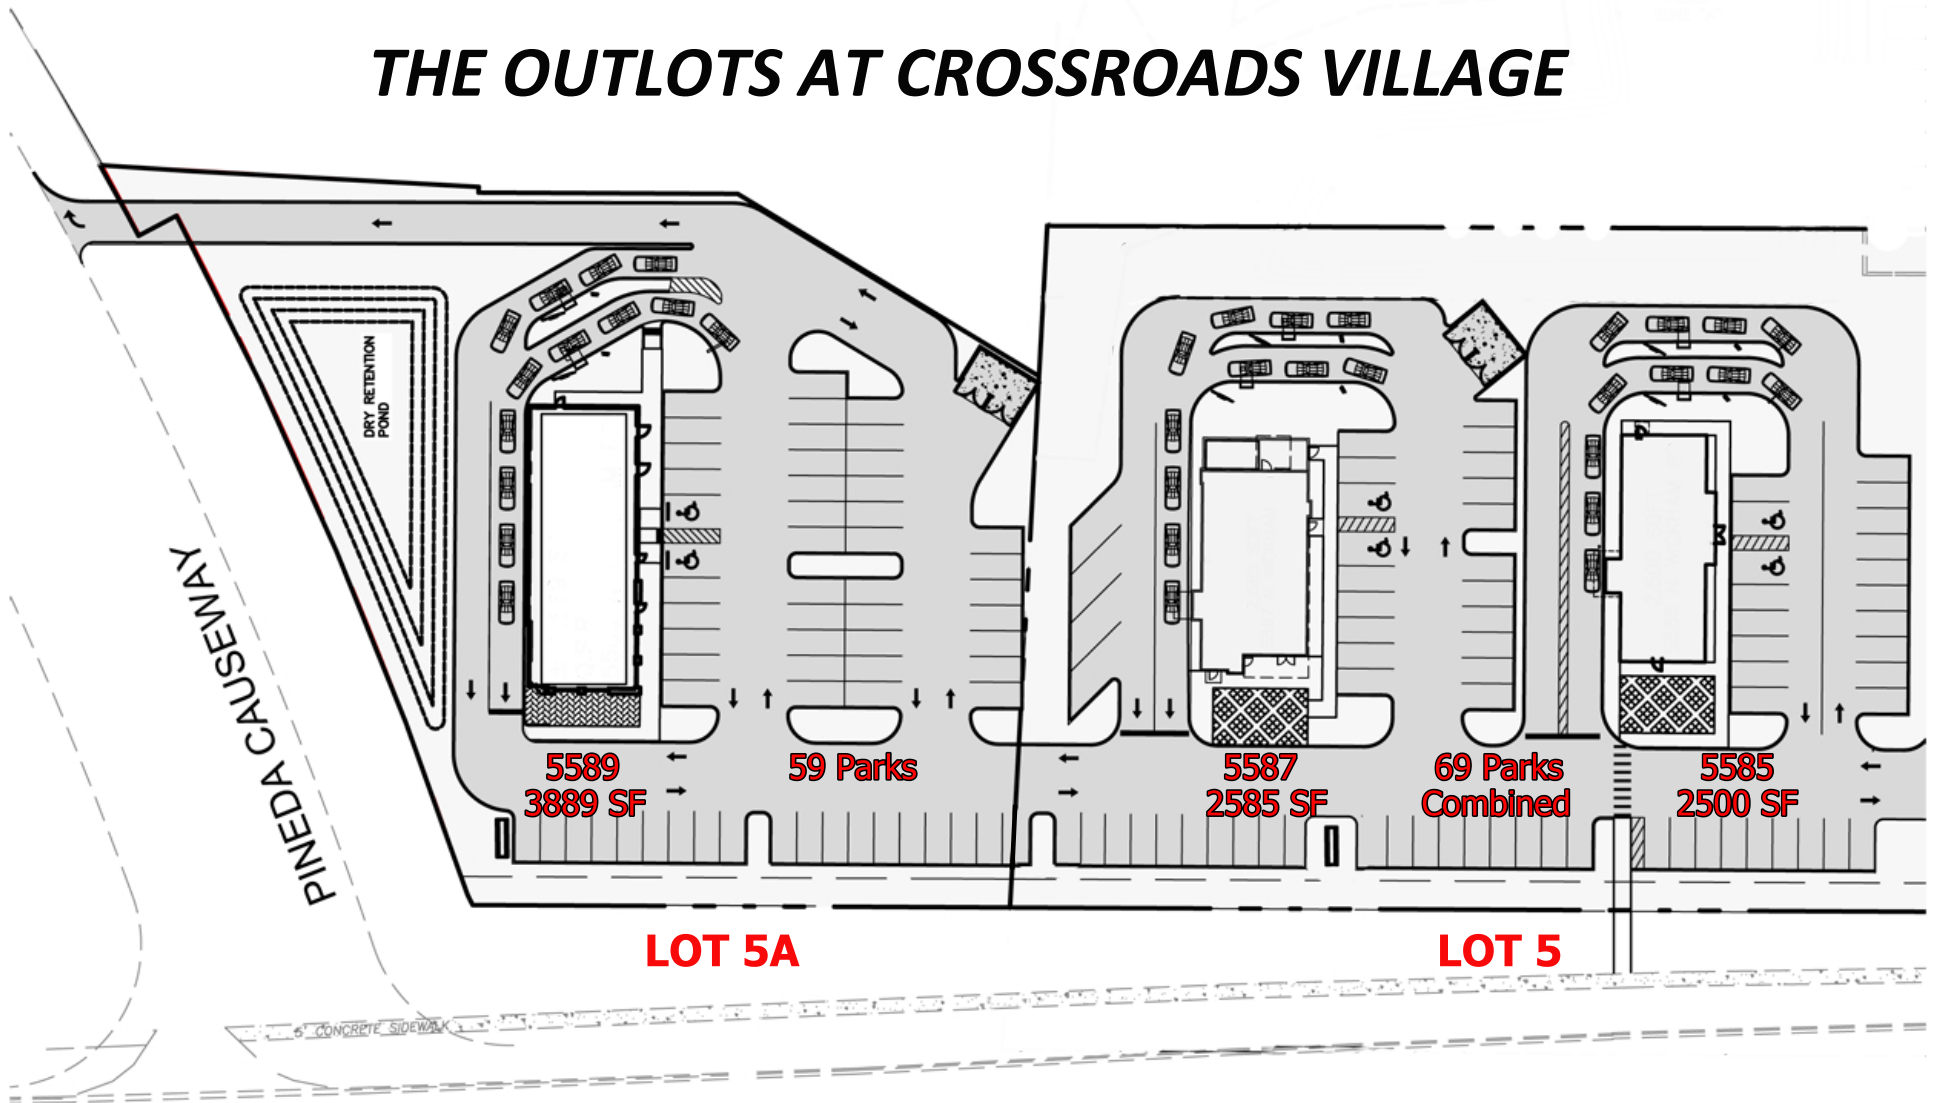 THE OUTLOTS AT CROSSROADS VILLAGE
DRY RETENTION
POND
PINEDA CAUSEWAY
5589
3889 SF
59 Parks
5587
2585 SF
69 Parks
Combined
5585
2500 SF
LOT 5A
LOT 5
5' CONCRETE SIDEWALK